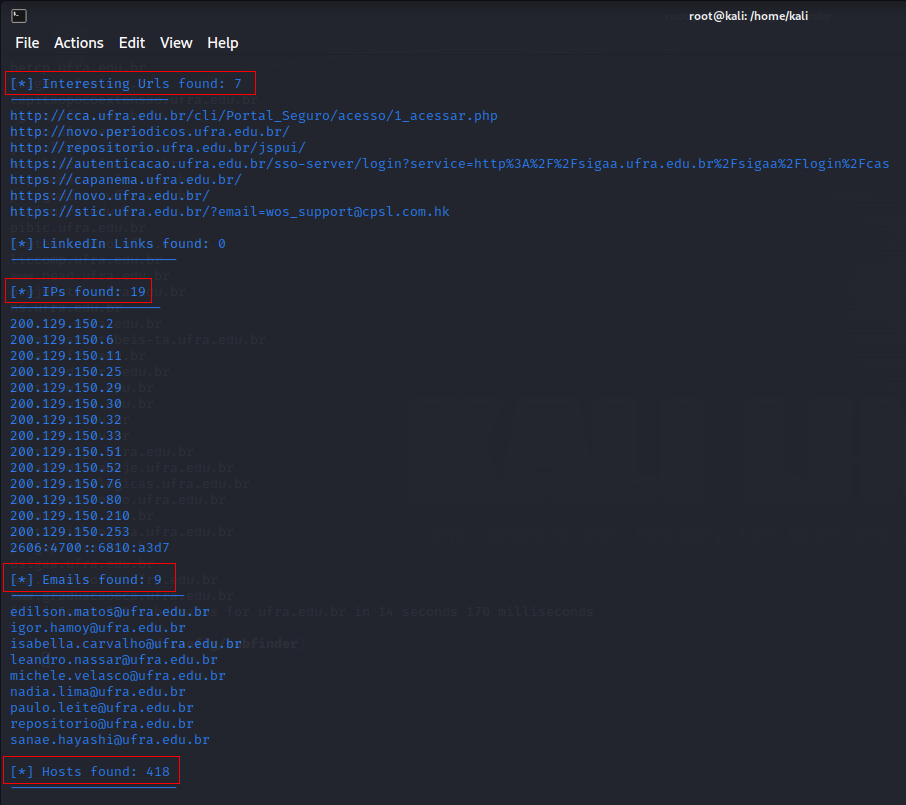 root@kali: /home/kali
File Actions Edit View Help
[*] Interesting Urls found: 7
http://cca.ufra.edu.br/cli/Portal_Seguro/acesso/1_acessar.php
http://novo.periodicos.ufra.edu.br/
http://repositorio.ufra.edu.br/jspui/
https://autenticacao.ufra.edu.br/sso-server/login?service=http%3A%2F%2Fsigaa.ufra.edu.br%2Fsigaa%2Flogin%2Fcas
https://capanema.ufra.edu.br/
https://novo.ufra.edu.br/
https://stic.ufra.edu.br/?email=wos_support@cpsl.com.hk
[*] LinkedIn Links found: 0
[*] IPs found: 19
200.129.150.2
200.129.150.6
200.129.150.11
200.129.150.25
200.129.150.29
200.129.150.30
200.129.150.32
200.129.150.33
200.129.150.51
200.129.150.52
200.129.150.76
200.129.150.80
200.129.150.210
200.129.150.253
2606:4700::6810:a3d7
[*] Emails found: 9
for ufra.edu.br in 14 seconds 170 milliseconds
edilson.matos@ufra.edu.br
igor.hamoy@ufra.edu.br
isabella.carvalho@ufra.edu.br
leandro.nassar@ufra.edu.br
michele.velasco@ufra.edu.br
nadia.lima@ufra.edu.br
paulo.leite@ufra.edu.br
repositorio@ufra.edu.br
sanae.hayashi@ufra.edu.br
[*] Hosts found: 418